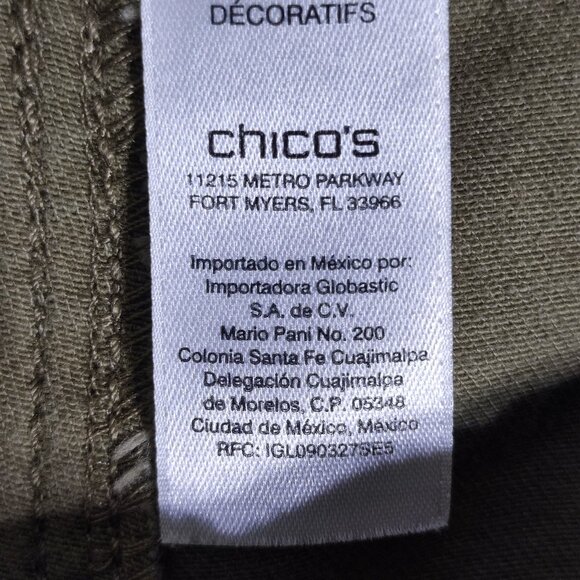 DÉCORATIFS
chico's
11215 METRO PARKWAY
FORT MYERS, FL 33966
Importado en México por:
Importadora Globastic
S.A. de C.V.
Mario Pani No. 200
Colonia Santa Fe Cuajimalpa
Delegación Cuajimalpa
de Morelos, C.P. 05348
Ciudad de México, México
RFC: IGL090327SE5